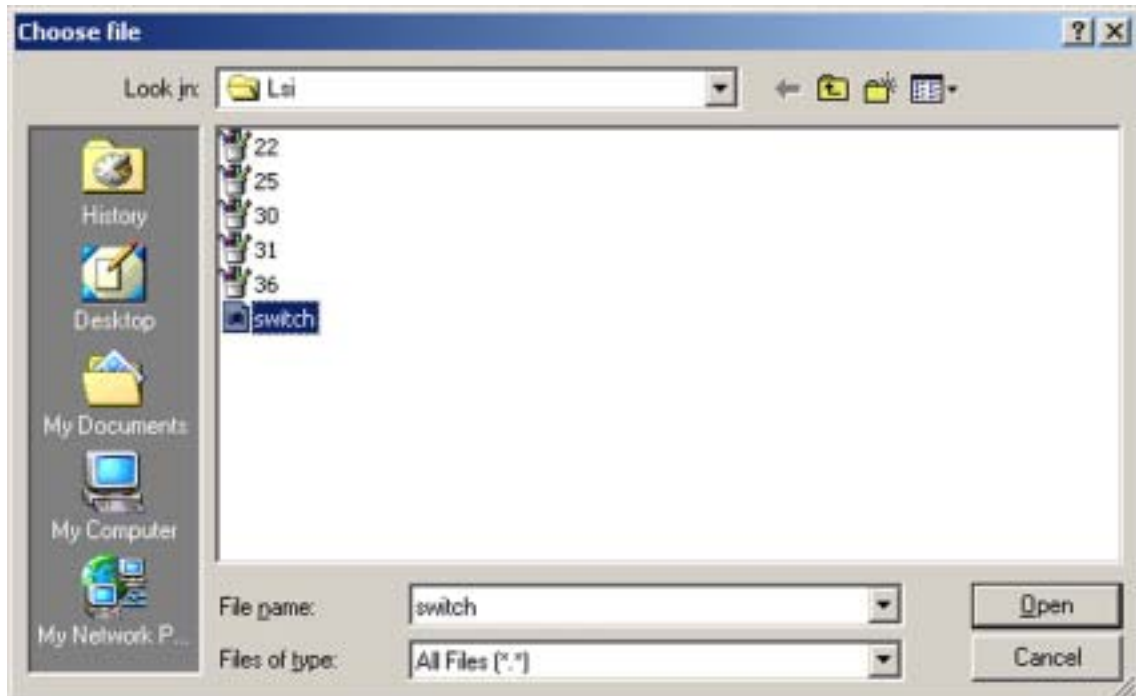 Choose file
Look in:
Lsi
22
25
30
31
36
switch
History
Desktop
My Documents
My Computer
My Network P...
File name:
switch
Open
Files of type:
All Files (*.*)
Cancel